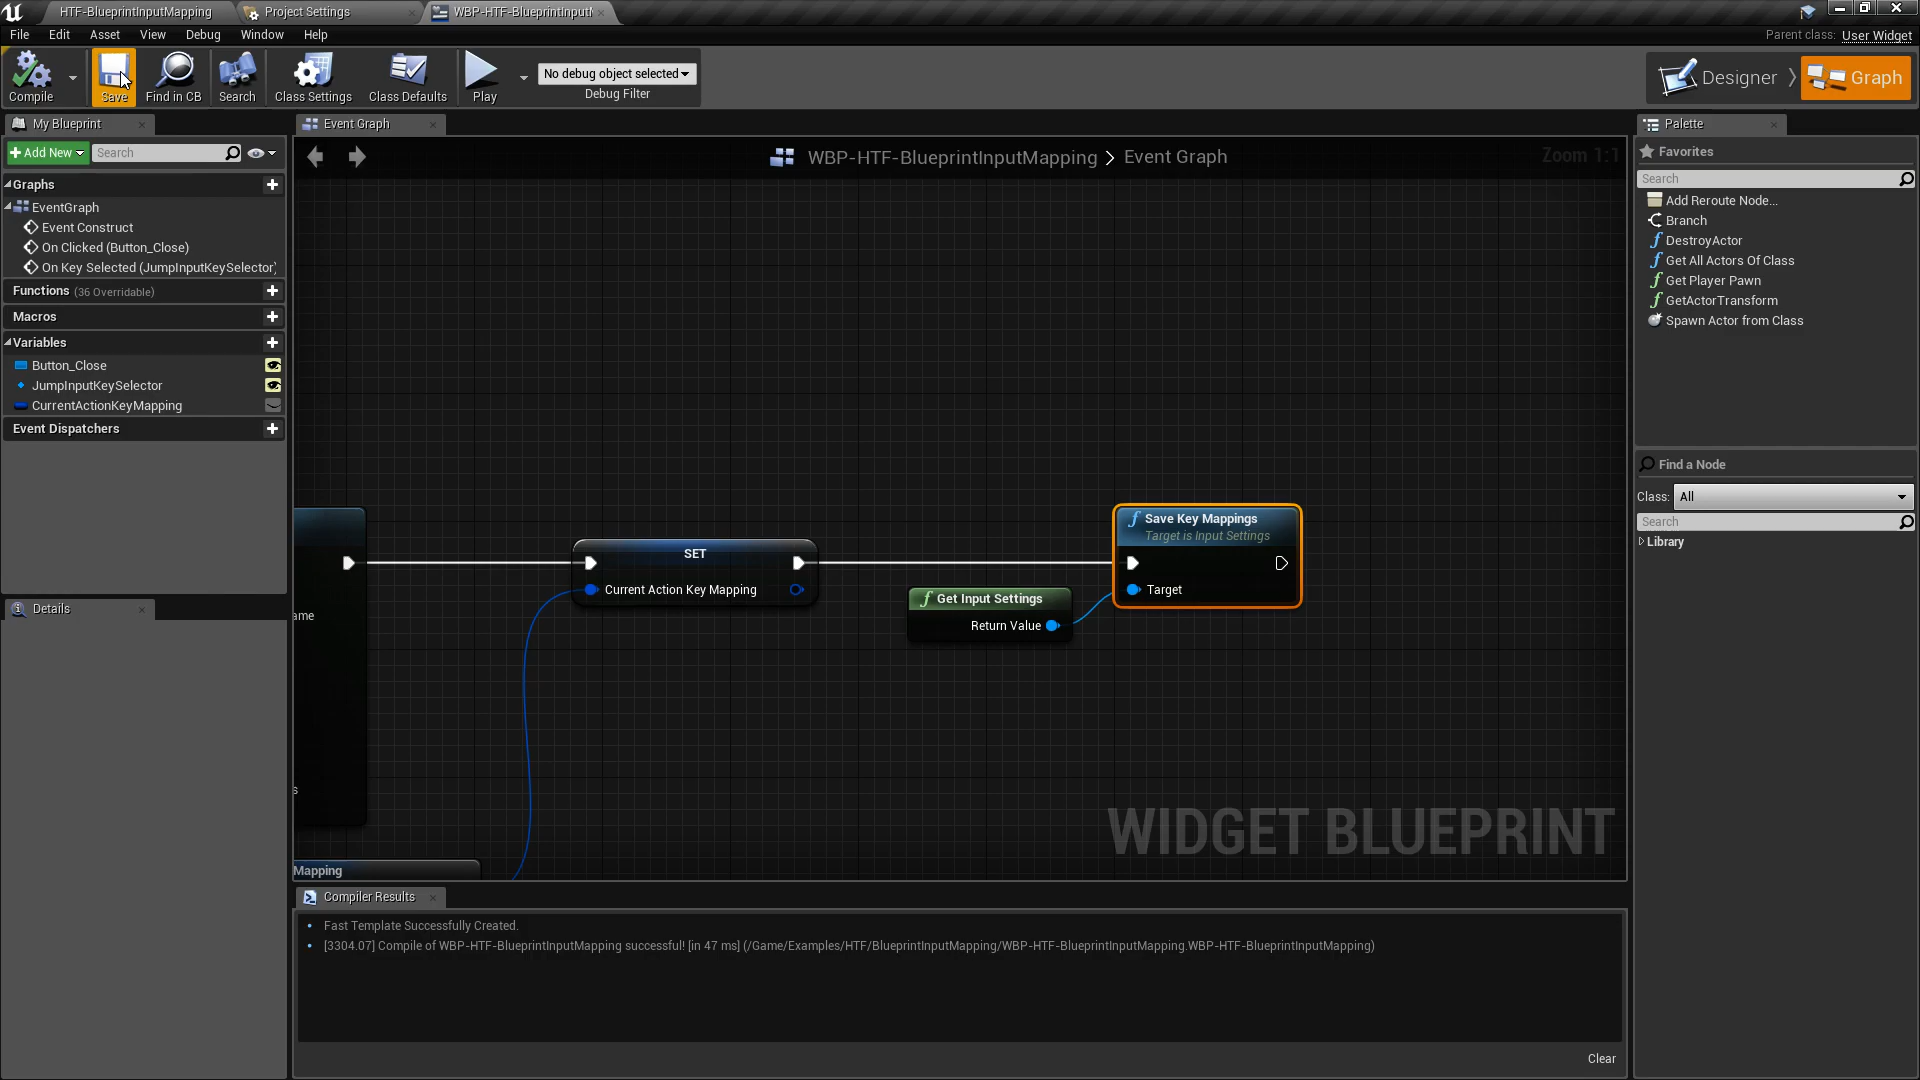 HTF-BlueprintInputMapping
Project Settings
WBP-HTF-BlueprintInput
File Edit Asset View Debug Window Help
Parent class: User Widget
Compile
Save
Find in CB
Search
Class Settings
Class Defaults
Play
No debug object selected
Debug Filter
Designer
Graph
My Blueprint
Add New
Search
Graphs
EventGraph
Event Construct
On Clicked (Button_Close)
On Key Selected (JumpInputKeySelector)
Functions (36 Overridable)
Macros
Variables
Button_Close
JumpInputKeySelector
CurrentActionKeyMapping
Event Dispatchers
Details
Event Graph
WBP-HTF-BlueprintInputMapping > Event Graph
Zoom 1:1
ame
s
Mapping
SET
Current Action Key Mapping
Get Input Settings
Return Value
Save Key Mappings
Target is Input Settings
Target
WIDGET BLUEPRINT
Compiler Results
Fast Template Successfully Created.
[3304.07] Compile of WBP-HTF-BlueprintInputMapping successful! [in 47 ms] (/Game/Examples/HTF/BlueprintInputMapping/WBP-HTF-BlueprintInputMapping.WBP-HTF-BlueprintInputMapping)
Clear
Palette
Favorites
Search
Add Reroute Node...
Branch
DestroyActor
Get All Actors Of Class
Get Player Pawn
GetActorTransform
Spawn Actor from Class
Find a Node
Class: All
Search
Library